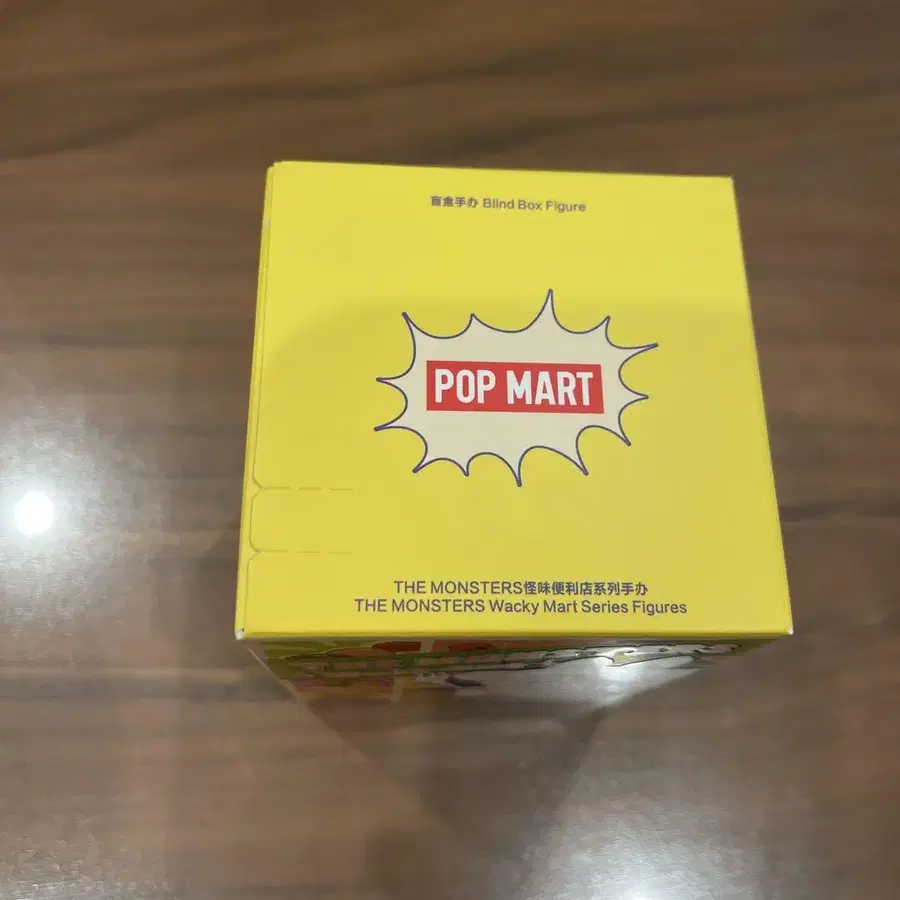 盲盒手办 Blind Box Figure
POP MART
THE MONSTERS怪味便利店系列手办
THE MONSTERS Wacky Mart Series Figures